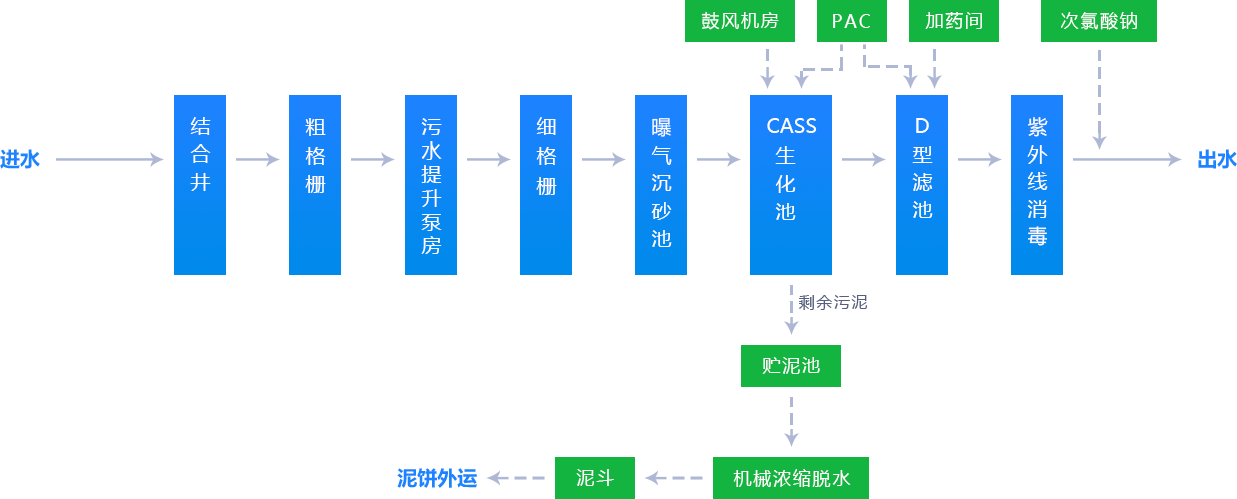 鼓风机房
PAC
加药间
次氯酸钠
进水
结合井
粗格栅
污水提升泵房
细格栅
曝气沉砂池
CASS生化池
D型滤池
紫外线消毒
出水
剩余污泥
贮泥池
泥饼外运
泥斗
机械浓缩脱水